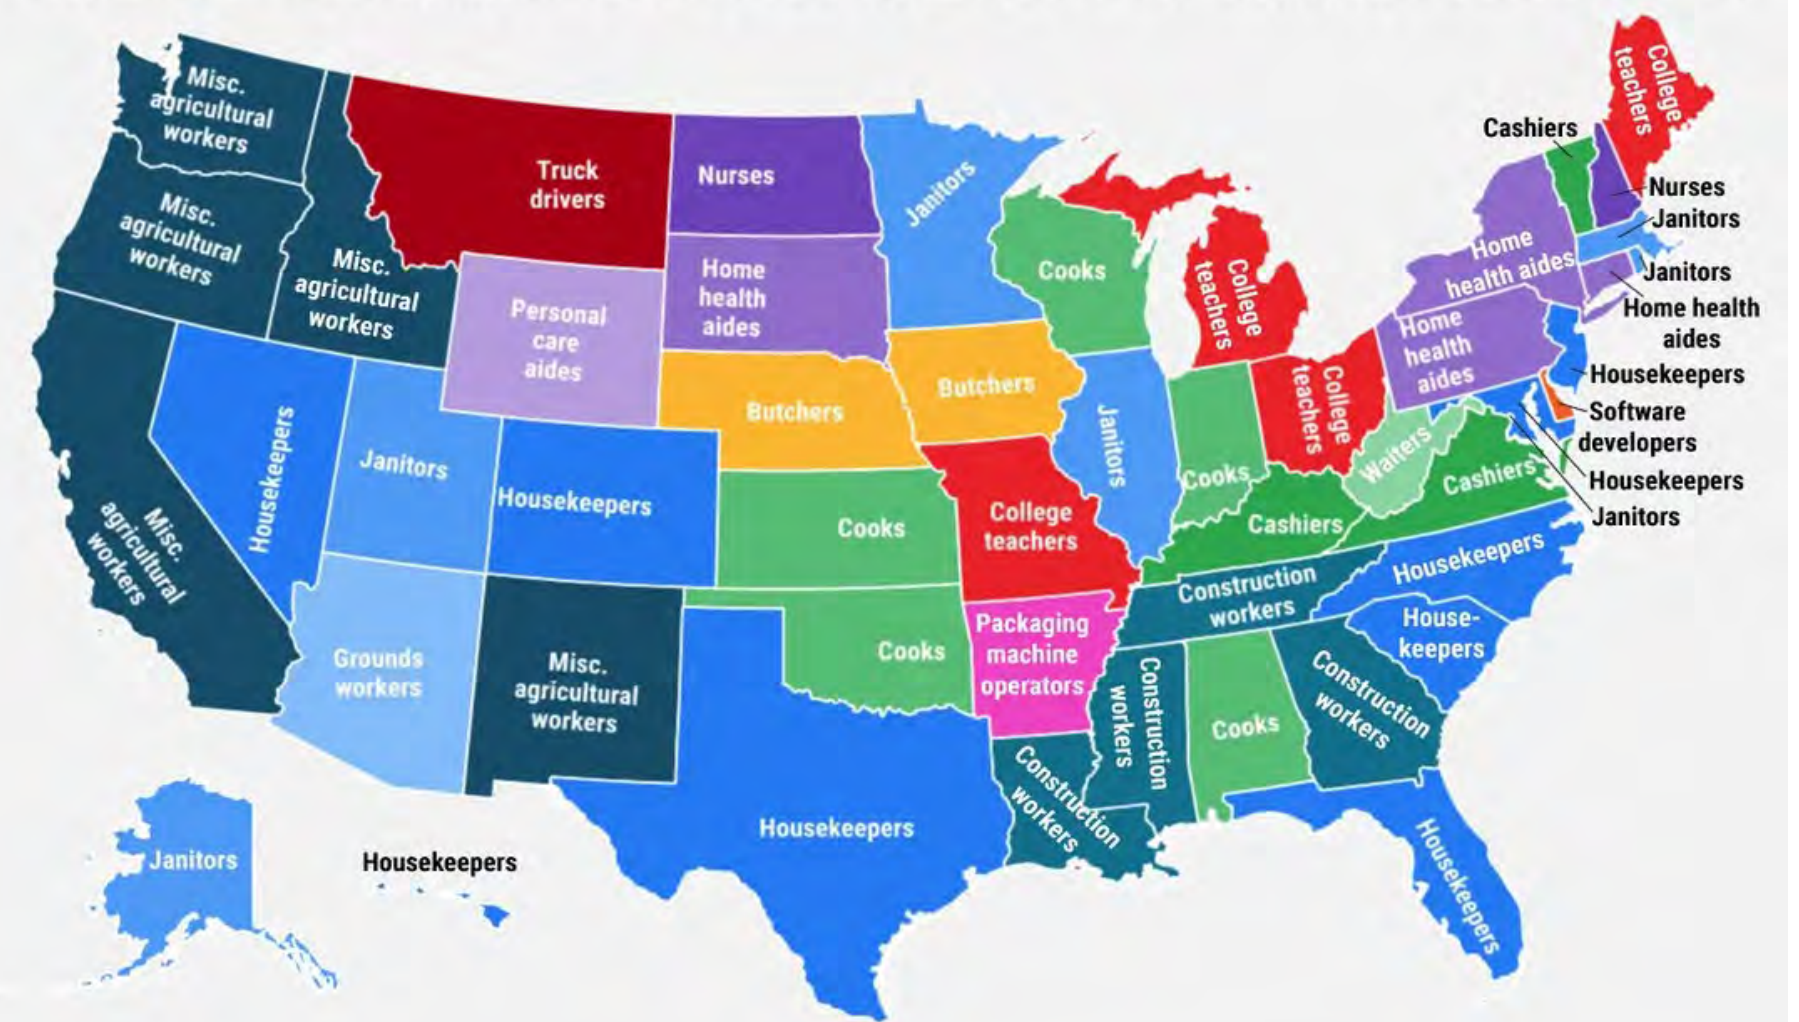 Misc.
agricultural
workers
Misc.
agricultural
workers
Misc.
agricultural
workers
Misc.
agricultural
workers
Truck
drivers
Personal
care
aides
Nurses
Home
health
aides
Janitors
Butchers
Butchers
Cooks
Housekeepers
Janitors
Housekeepers
Cooks
College
teachers
Janitors
Cooks
College
teachers
College
teachers
Waiters
Cashiers
Cashiers
Home
health
aides
Home
health aides
Cashiers
College
teachers
Nurses
Janitors
Janitors
Home health
aides
Housekeepers
Software
developers
Housekeepers
Janitors
Grounds
workers
Misc.
agricultural
workers
Cooks
Packaging
machine
operators
Construction
workers
Housekeepers
House-
keepers
Construction
workers
Construction
workers
Cooks
Construction
workers
Housekeepers
Housekeepers
Janitors
Housekeepers